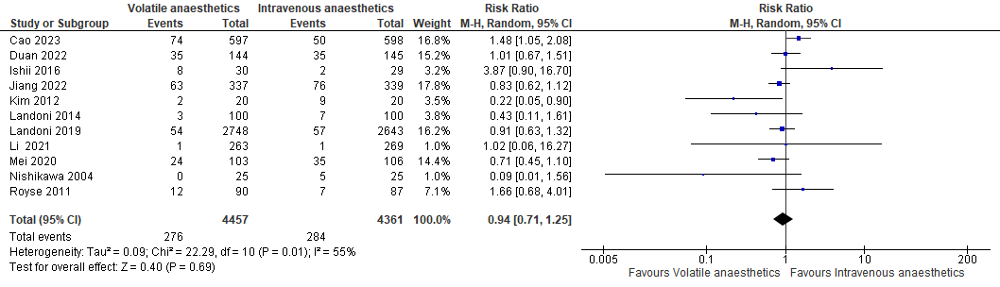 Volatile anaesthetics Intravenous anaesthetics Risk Ratio Risk Ratio
Study or Subgroup Events Total Events Total Weight M-H, Random, 95% CI M-H, Random, 95% CI
Cao 2023 74 597 50 598 16.8% 1.48 [1.05, 2.08]
Duan 2022 35 144 35 145 15.2% 1.01 [0.67, 1.51]
Ishii 2016 8 30 2 29 3.2% 3.87 [0.90, 16.70]
Jiang 2022 63 337 76 339 17.8% 0.83 [0.62, 1.12]
Kim 2012 2 20 9 20 3.4% 0.22 [0.05, 0.90]
Landoni 2014 3 100 7 100 3.8% 0.43 [0.11, 1.61]
Landoni 2019 54 2748 57 2643 16.2% 0.91 [0.63, 1.32]
Li 2021 1 263 1 269 1.0% 1.02 [0.06, 16.27]
Mei 2020 24 103 35 106 14.4% 0.71 [0.45, 1.10]
Nishikawa 2004 0 25 5 25 0.9% 0.09 [0.01, 1.56]
Royse 2011 12 90 7 87 7.1% 1.66 [0.68, 4.01]
Total (95% CI) 4457 4361 100.0% 0.94 [0.71, 1.25]
Total events 276 284
Heterogeneity: Tau² = 0.09; Chi² = 22.29, df = 10 (P = 0.01); I² = 55%
Test for overall effect: Z = 0.40 (P = 0.69)
0.005 0.1 1 10 200
Favours Volatile anaesthetics Favours Intravenous anaesthetics